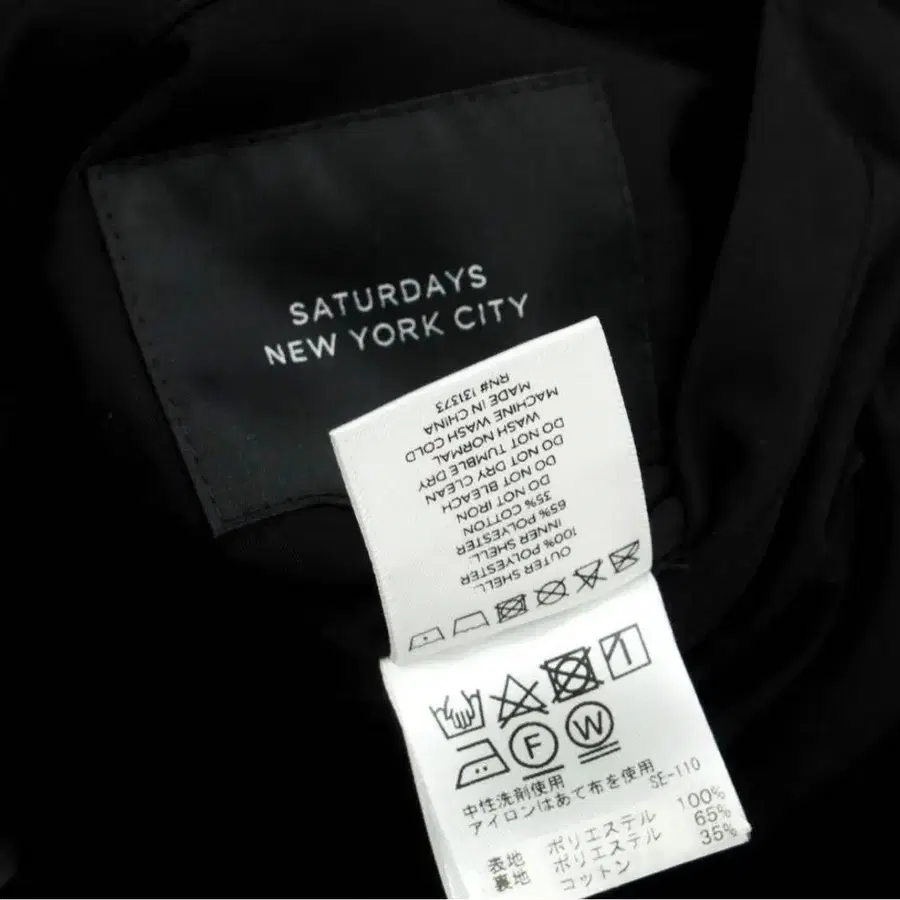 SATURDAYS
NEW YORK CITY
OUTER SHELL:
100% POLYESTER
INNER SHELL:
65% POLYESTER
35% COTTON
DO NOT IRON
DO NOT BLEACH
DO NOT DRY CLEAN
DO NOT TUMBLE DRY
WASH NORMAL
MACHINE WASH COLD
MADE IN CHINA
RN# 131373
F W
中性洗剤使用
アイロンはあて布を使用 SE-110
表地 ポリエステル 100%
裏地 ポリエステル 65%
コットン 35%